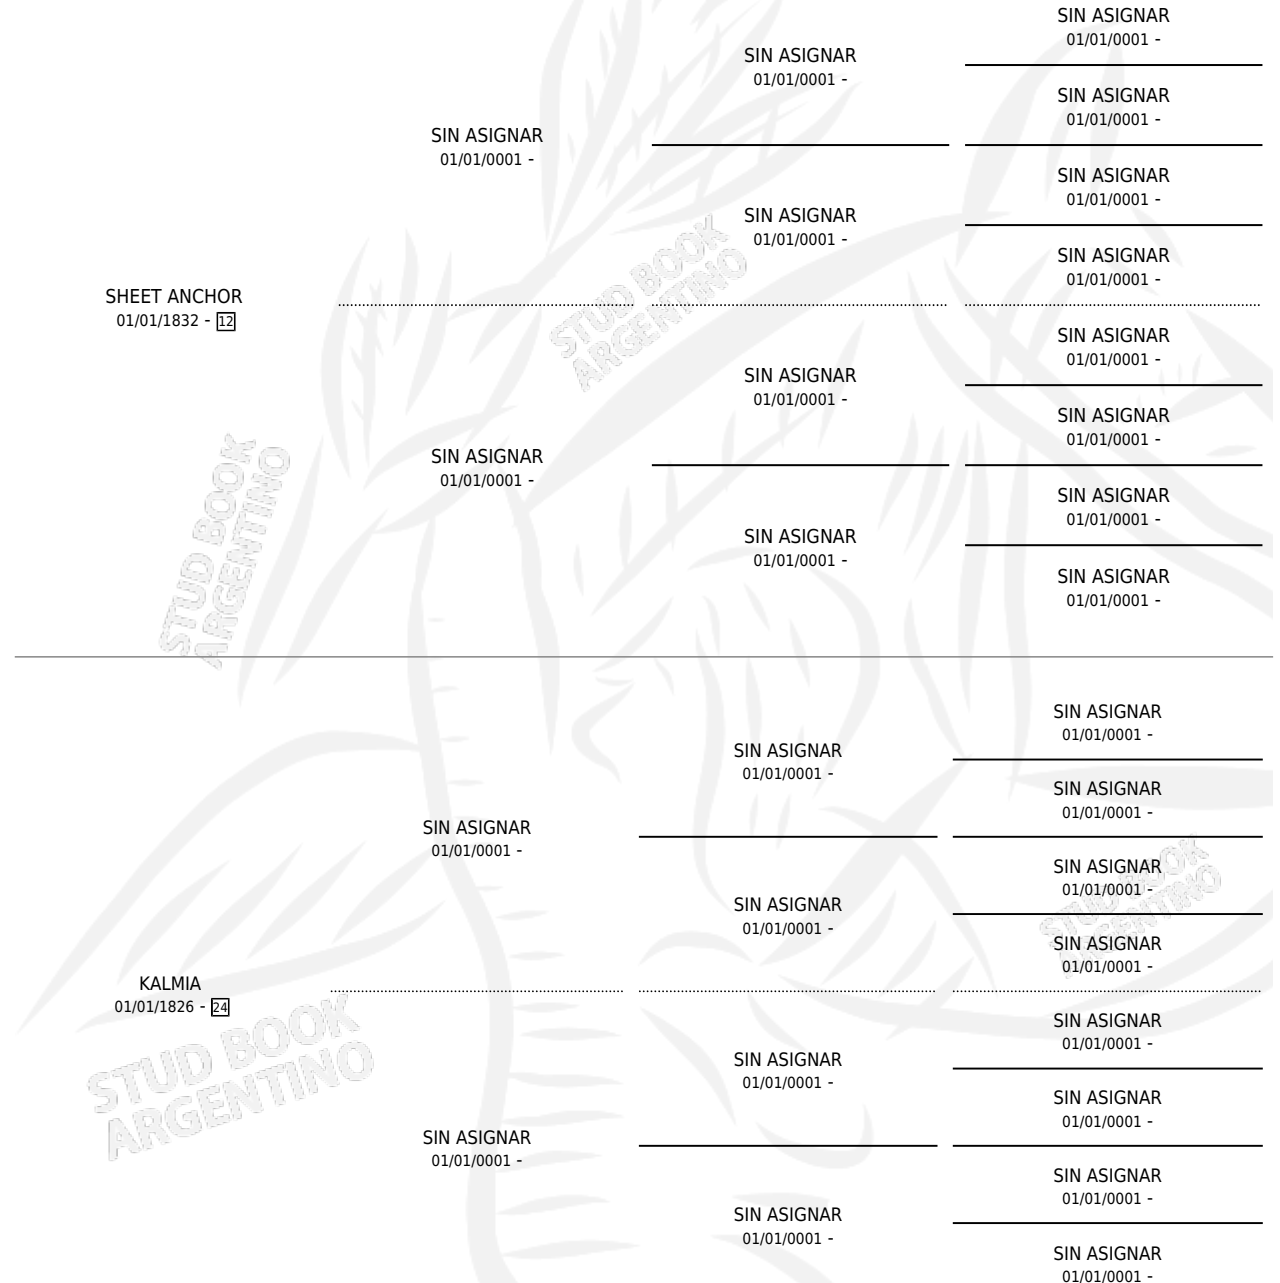 SIN ASIGNAR
01/01/0001 -
SIN ASIGNAR
01/01/0001 -
SIN ASIGNAR
01/01/0001 -
SIN ASIGNAR
01/01/0001 -
SIN ASIGNAR
01/01/0001 -
SIN ASIGNAR
01/01/0001 -
SIN ASIGNAR
01/01/0001 -
STUD BOOK
ARGENTINO
SHEET ANCHOR
01/01/1832 - 12
SIN ASIGNAR
01/01/0001 -
SIN ASIGNAR
01/01/0001 -
SIN ASIGNAR
01/01/0001 -
SIN ASIGNAR
01/01/0001 -
SIN ASIGNAR
01/01/0001 -
SIN ASIGNAR
01/01/0001 -
SIN ASIGNAR
01/01/0001 -
STUD BOOK
ARGENTINO
SIN ASIGNAR
01/01/0001 -
SIN ASIGNAR
01/01/0001 -
SIN ASIGNAR
01/01/0001 -
SIN ASIGNAR
01/01/0001 -
SIN ASIGNAR
01/01/0001 -
SIN ASIGNAR
01/01/0001 -
SIN ASIGNAR
01/01/0001 -
STUD BOOK
ARGENTINO
KALMIA
01/01/1826 - 24
STUD BOOK
ARGENTINO
SIN ASIGNAR
01/01/0001 -
SIN ASIGNAR
01/01/0001 -
SIN ASIGNAR
01/01/0001 -
SIN ASIGNAR
01/01/0001 -
SIN ASIGNAR
01/01/0001 -
SIN ASIGNAR
01/01/0001 -
SIN ASIGNAR
01/01/0001 -